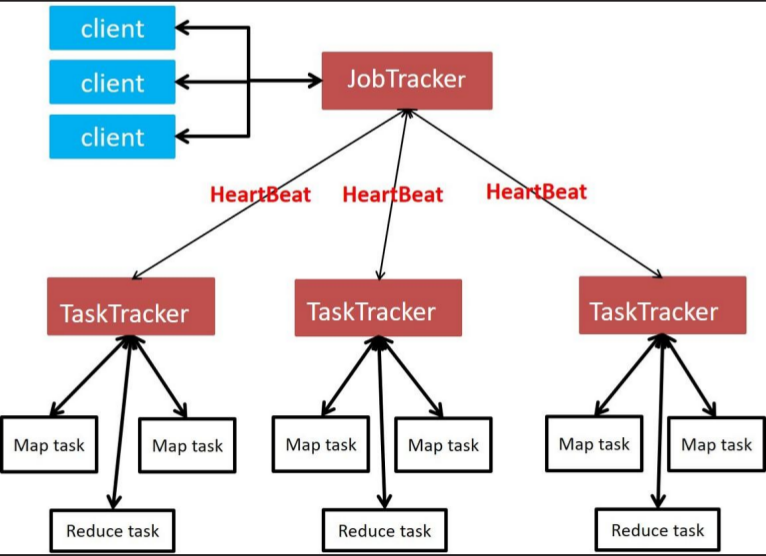 client
client
client
JobTracker
HeartBeat
HeartBeat
HeartBeat
TaskTracker
TaskTracker
TaskTracker
Map task
Map task
Map task
Map task
Map task
Map task
Reduce task
Reduce task
Reduce task